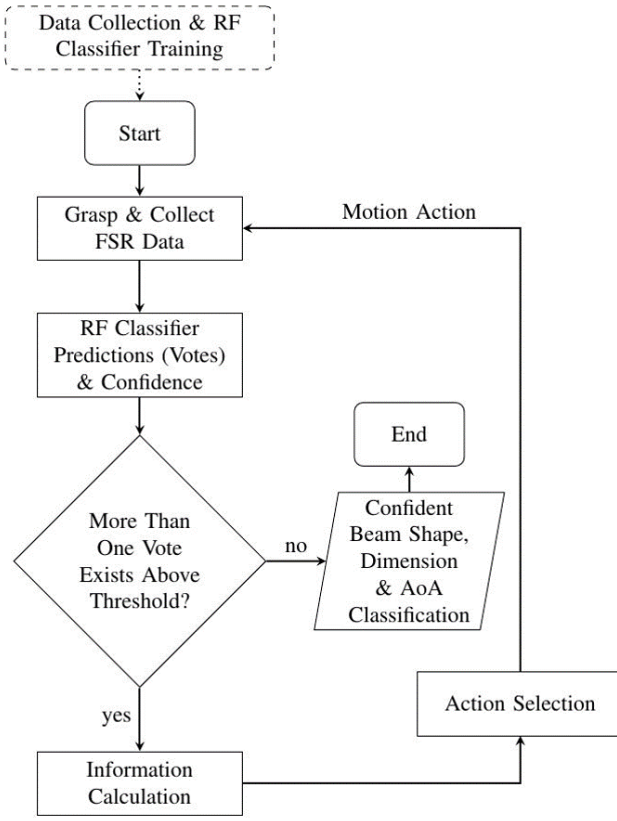 Data Collection & RF
Classifier Training
Start
Grasp & Collect
FSR Data
Motion Action
RF Classifier
Predictions (Votes)
& Confidence
End
More Than
One Vote
Exists Above
Threshold?
no
Confident
Beam Shape,
Dimension
& AoA
Classification
yes
Action Selection
Information
Calculation